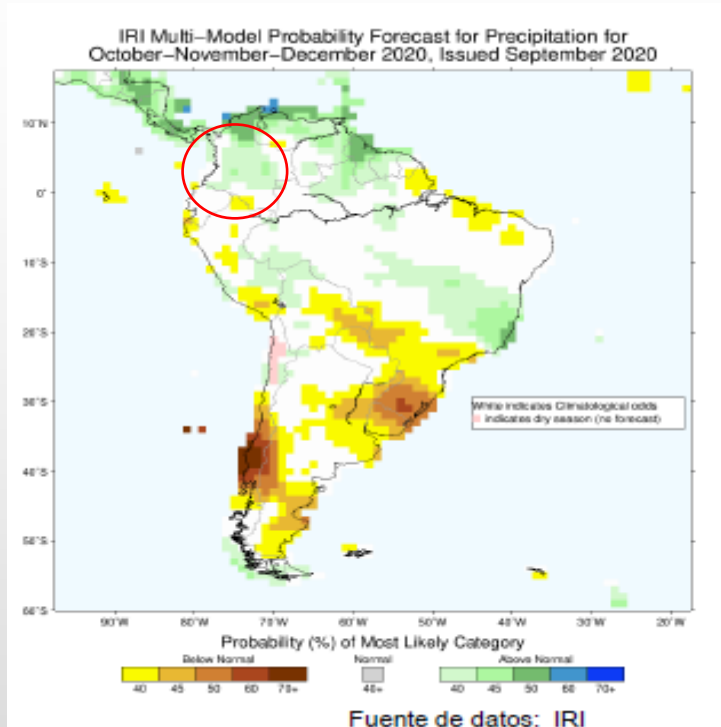 IRI Multi-Model Probability Forecast for Precipitation for
October-November-December 2020, Issued September 2020
10°N
0°
10°S
20°S
30°S
White indicates Climatological odds
indicates dry season (no forecast)
40°S
50°S
60°S
90°W 80°W 70°W 60°W 50°W 40°W 30°W 20°W
Probability (%) of Most Likely Category
Below Normal Normal Above Normal
40 45 50 60 70+ 40+ 40 45 50 60 70+
Fuente de datos: IRI